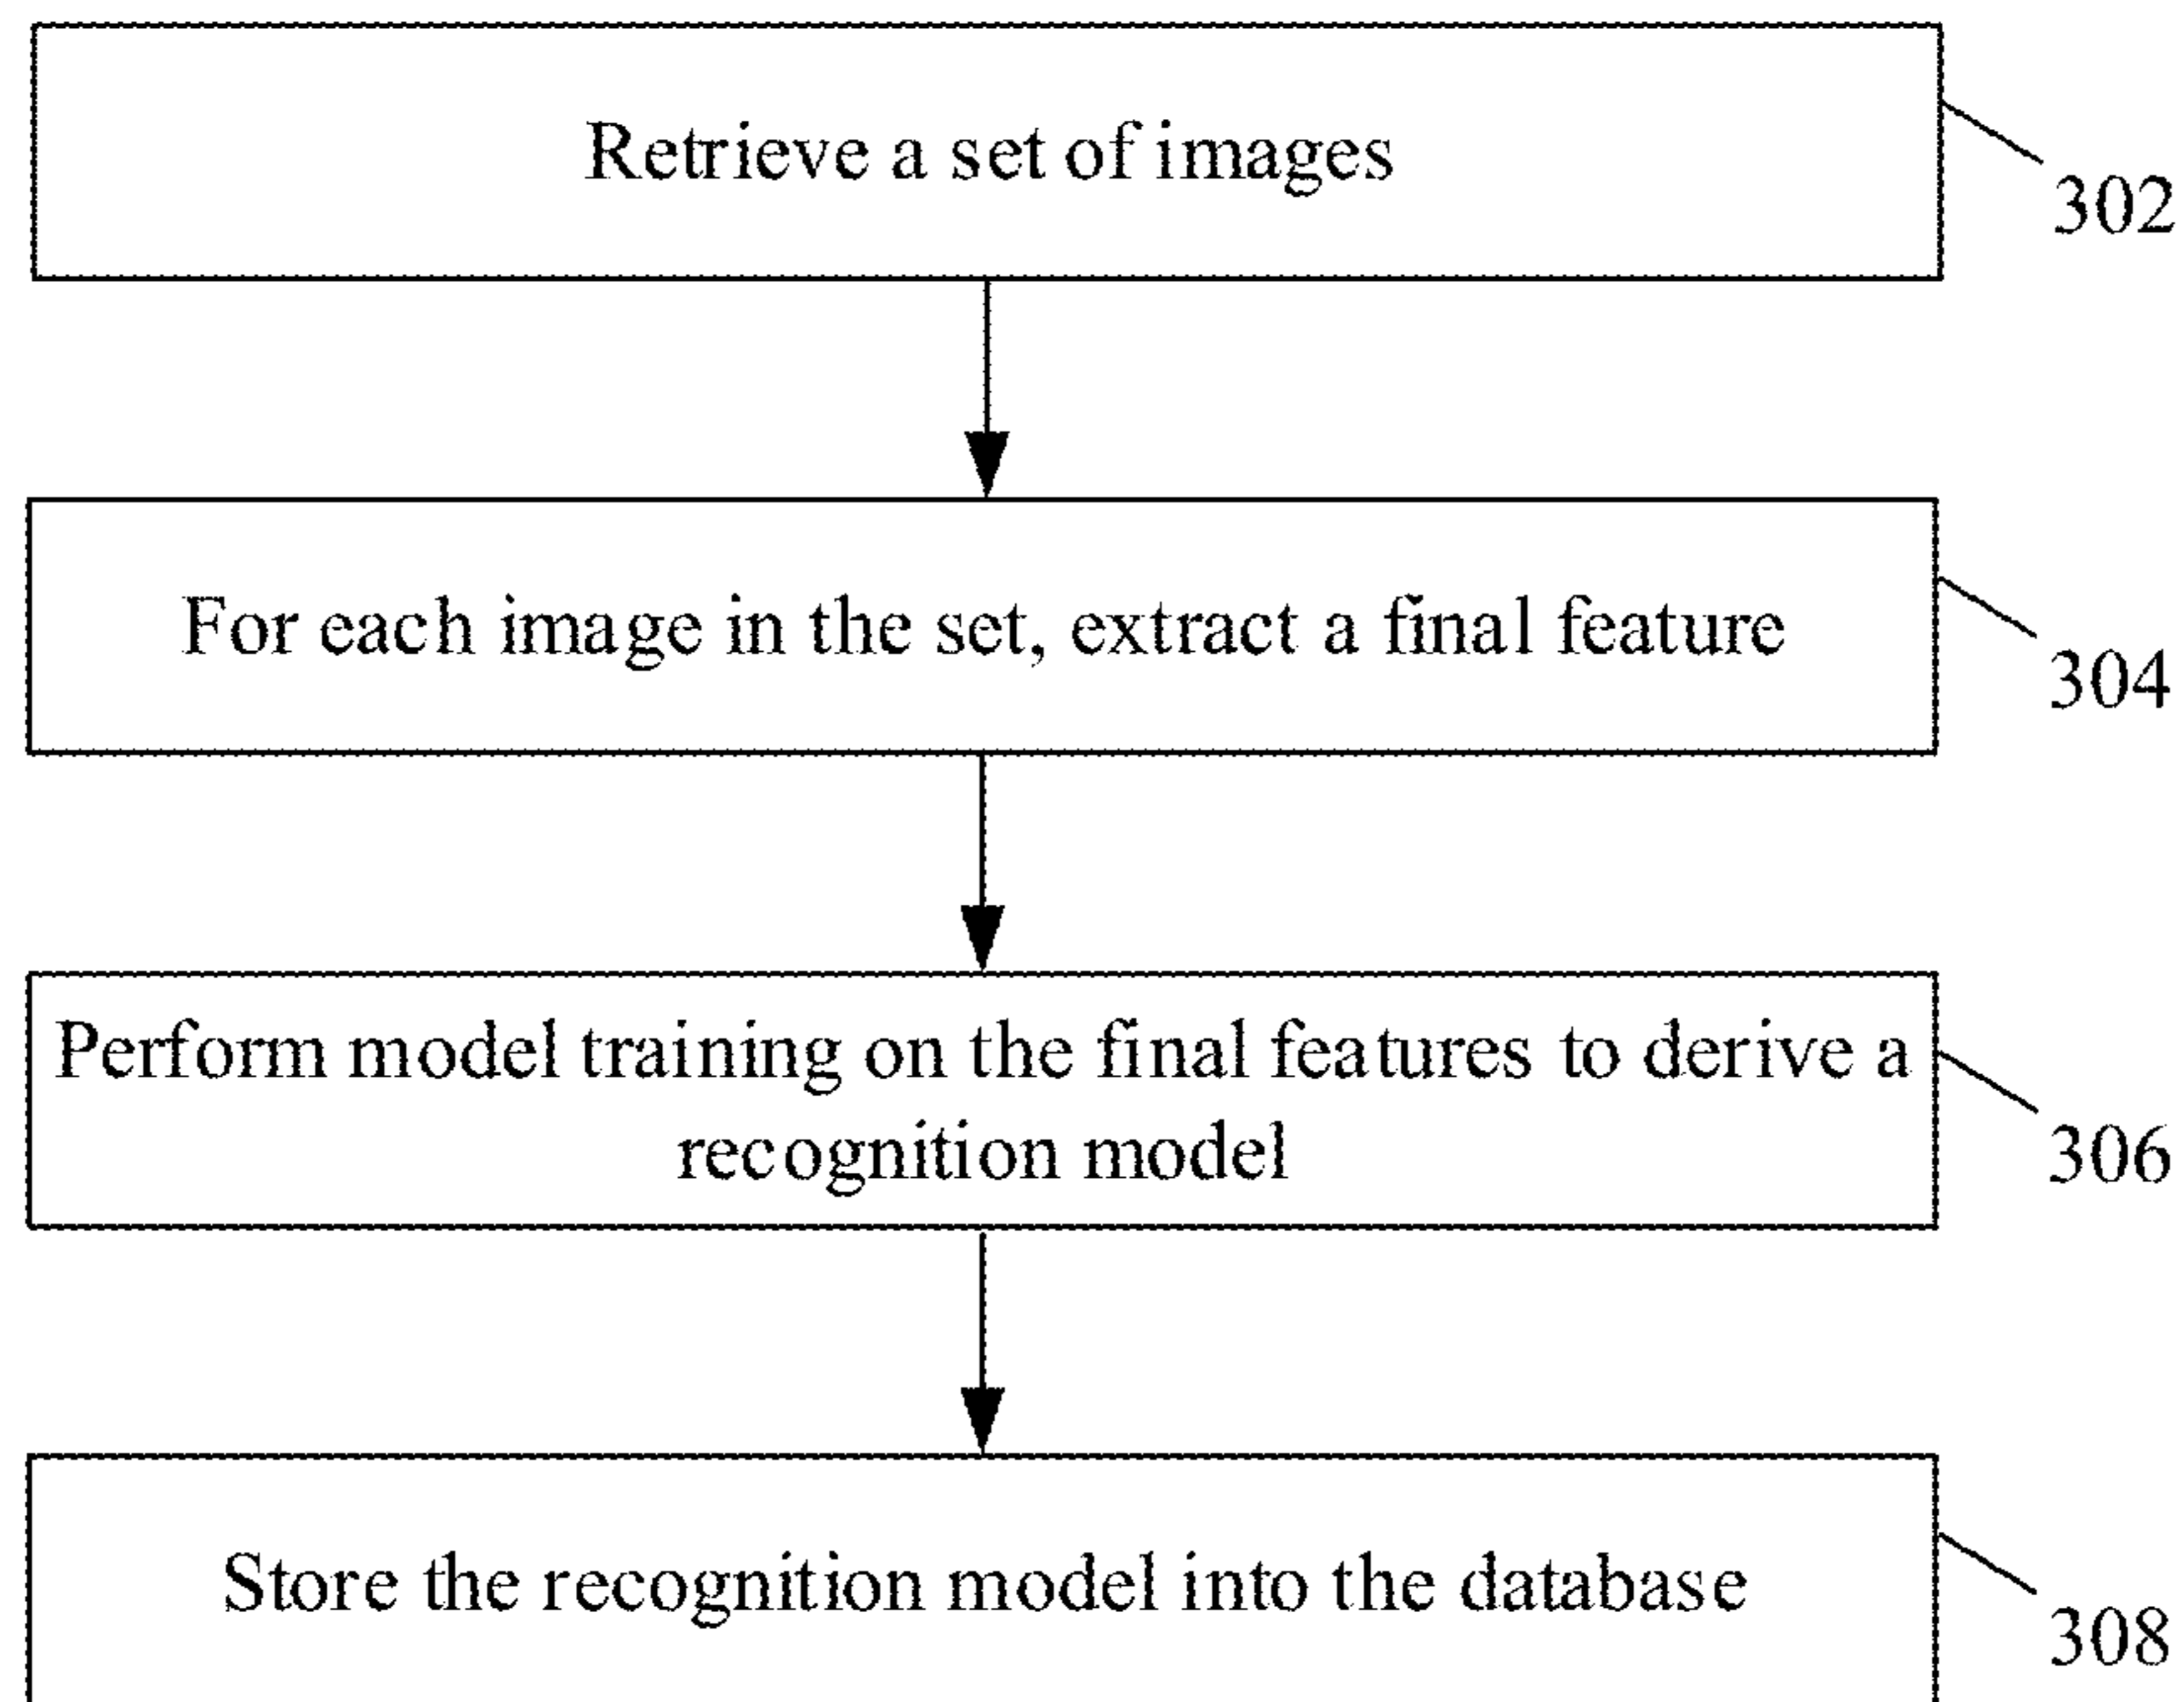 Retrieve a set of images
302
For each image in the set, extract a final feature
304
Perform model training on the final features to derive a
recognition model
306
Store the recognition model into the database
308